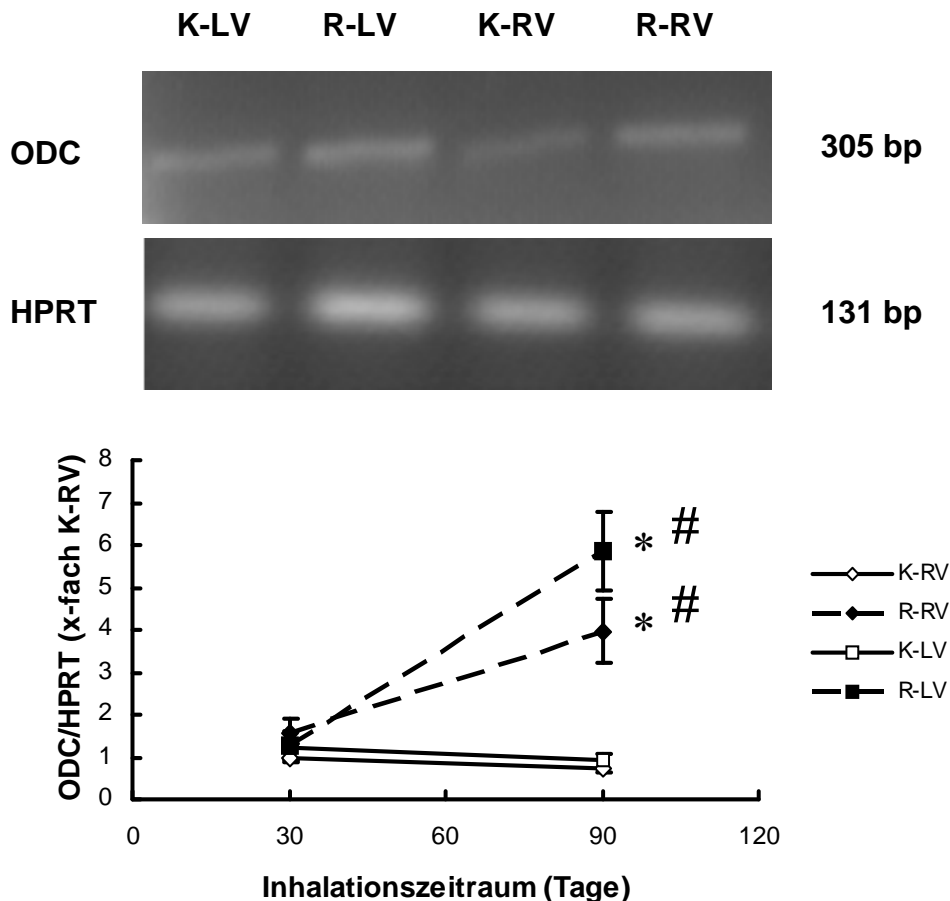 K-LV R-LV K-RV R-RV
ODC 305 bp
HPRT 131 bp
ODC/HPRT (x-fach K-RV)
8
7
6
5
4
3
2
1
0
* #
* #
0 30 60 90 120
Inhalationszeitraum (Tage)
K-RV
R-RV
K-LV
R-LV